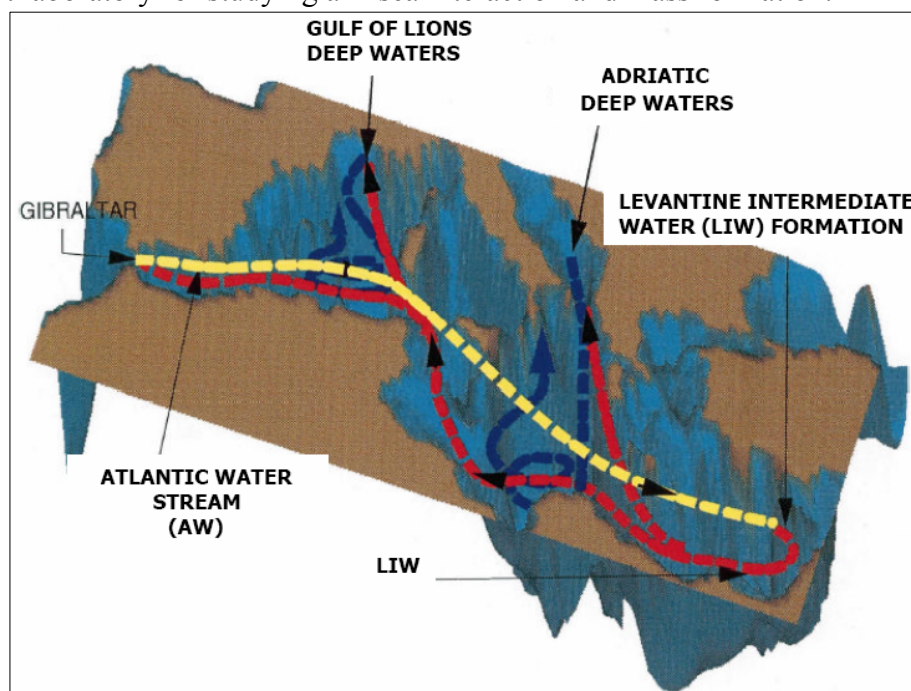 GULF OF LIONS
DEEP WATERS
ADRIATIC
DEEP WATERS
GIBRALTAR
LEVANTINE INTERMEDIATE
WATER (LIW) FORMATION
ATLANTIC WATER
STREAM
(AW)
LIW